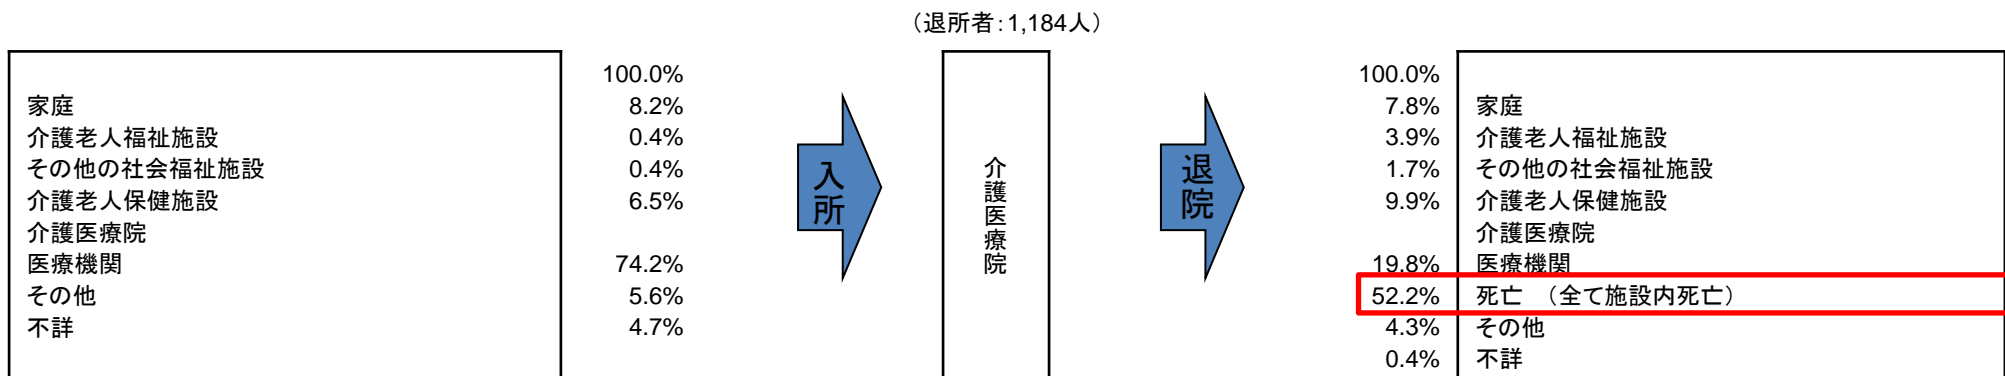 （退所者：1,184人）
100.0%
家庭 8.2%
介護老人福祉施設 0.4%
その他の社会福祉施設 0.4%
介護老人保健施設 6.5%
介護医療院
医療機関 74.2%
その他 5.6%
不詳 4.7%
入所
介護医療院
退院
100.0%
7.8% 家庭
3.9% 介護老人福祉施設
1.7% その他の社会福祉施設
9.9% 介護老人保健施設
介護医療院
19.8% 医療機関
52.2% 死亡　（全て施設内死亡）
4.3% その他
0.4% 不詳